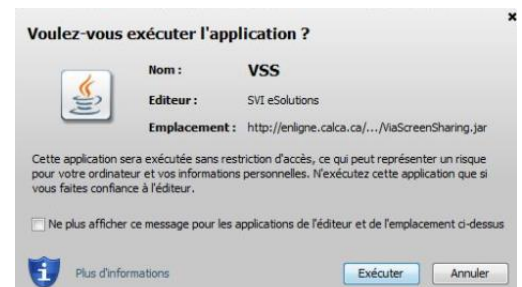 Voulez-vous exécuter l'application ?
Nom : VSS
Editeur : SVI eSolutions
Emplacement : http://enligne.calca.ca/.../ViaScreenSharing.jar
Cette application sera exécutée sans restriction d'accès, ce qui peut représenter un risque
pour votre ordinateur et vos informations personnelles. N'exécutez cette application que si
vous faites confiance à l'éditeur.
Ne plus afficher ce message pour les applications de l'éditeur et de l'emplacement ci-dessus
Plus d'informations
Exécuter Annuler